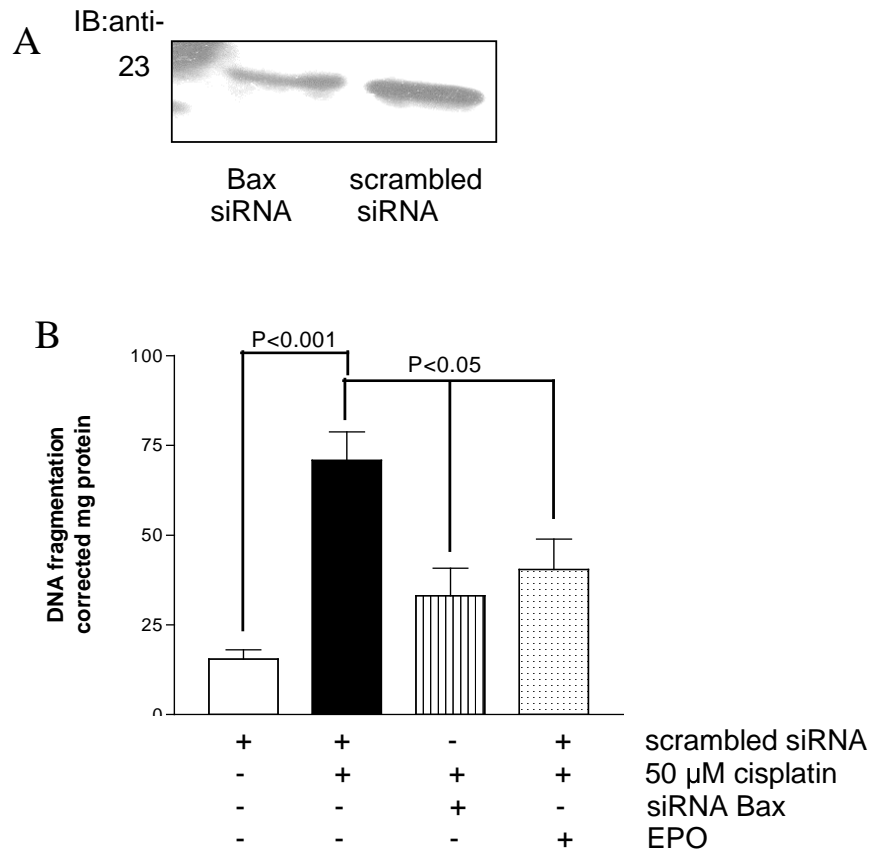 A
IB:anti-
23
Bax scrambled
siRNA siRNA
B
P<0.001
P<0.05
100
75
50
25
0
DNA fragmentation
corrected mg protein
+ + - + scrambled siRNA
- + + + 50 µM cisplatin
- - + - siRNA Bax
- - - + EPO